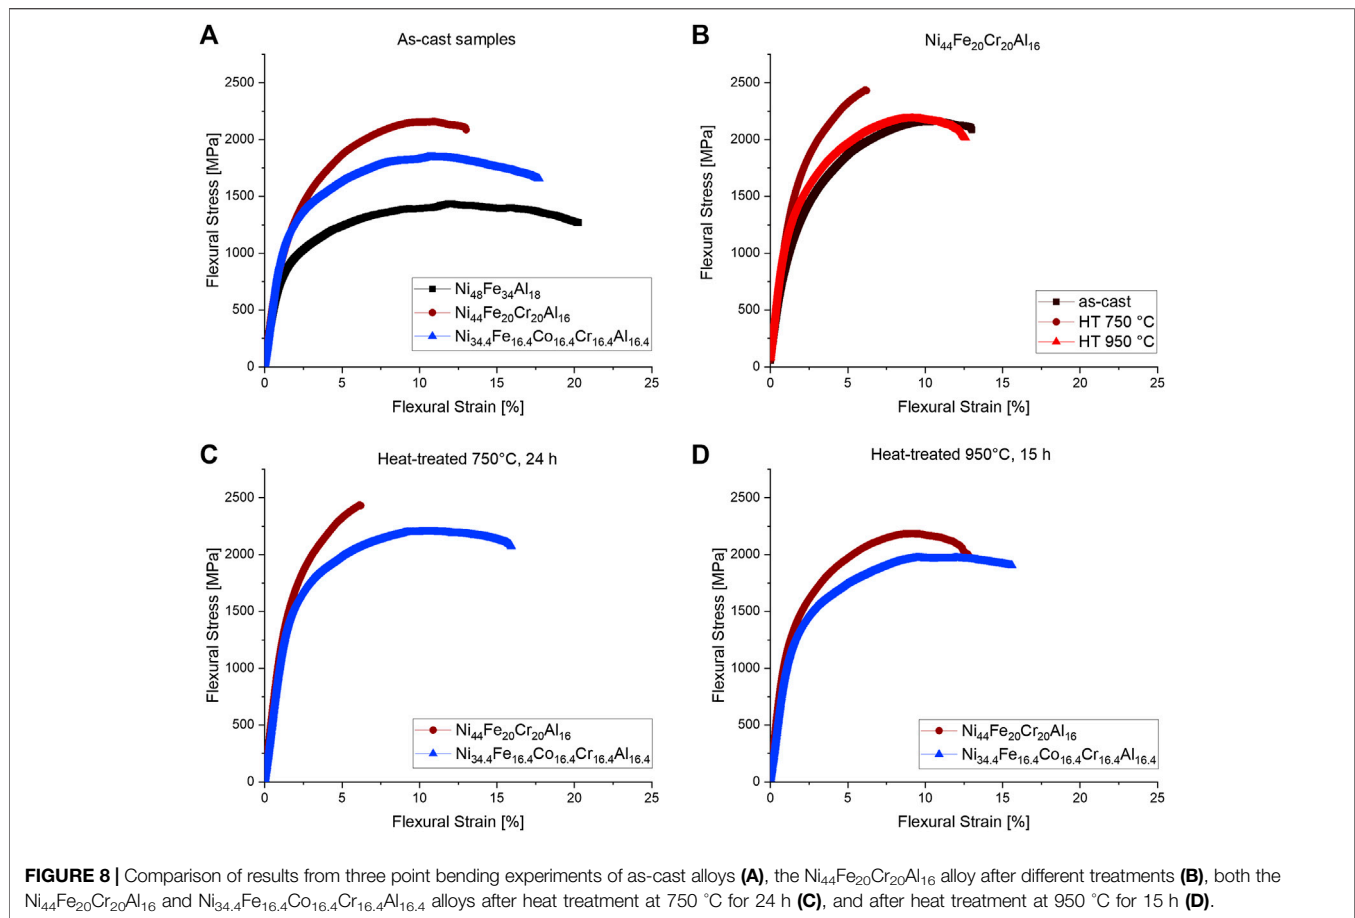 A
As-cast samples
2500
2000
1500
1000
500
0
Flexural Stress [MPa]
Ni48Fe34Al18
Ni44Fe20Cr20Al16
Ni34.4Fe16.4Co16.4Cr16.4Al16.4
0 5 10 15 20 25
Flexural Strain [%]
B
Ni44Fe20Cr20Al16
2500
2000
1500
1000
500
0
Flexural Stress [MPa]
as-cast
HT 750 °C
HT 950 °C
0 5 10 15 20 25
Flexural Strain [%]
C
Heat-treated 750°C, 24 h
2500
2000
1500
1000
500
0
Flexural Stress [MPa]
Ni44Fe20Cr20Al16
Ni34.4Fe16.4Co16.4Cr16.4Al16.4
0 5 10 15 20 25
Flexural Strain [%]
D
Heat-treated 950°C, 15 h
2500
2000
1500
1000
500
0
Flexural Stress [MPa]
Ni44Fe20Cr20Al16
Ni34.4Fe16.4Co16.4Cr16.4Al16.4
0 5 10 15 20 25
Flexural Strain [%]
FIGURE 8 | Comparison of results from three point bending experiments of as-cast alloys (A), the Ni44Fe20Cr20Al16 alloy after different treatments (B), both the
Ni44Fe20Cr20Al16 and Ni34.4Fe16.4Co16.4Cr16.4Al16.4 alloys after heat treatment at 750 °C for 24 h (C), and after heat treatment at 950 °C for 15 h (D).